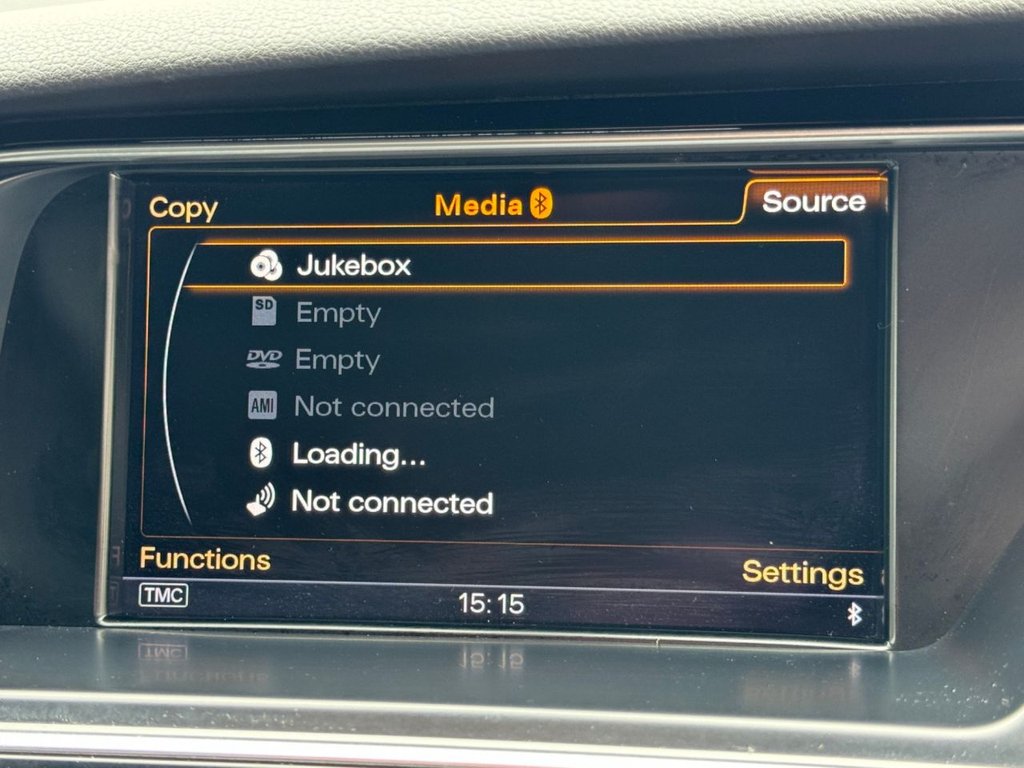 Copy Media Source
Jukebox
SD Empty
DVD Empty
AMI Not connected
Loading...
Not connected
Functions Settings
TMC 15:15